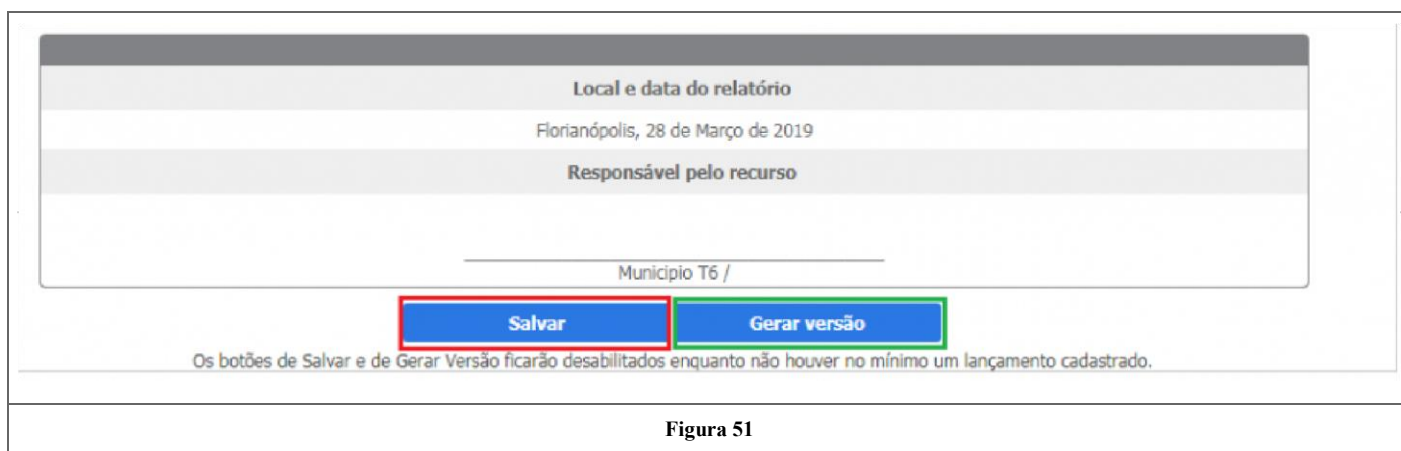 Local e data do relatório
Florianópolis, 28 de Março de 2019
Responsável pelo recurso
Municipio T6 /
Salvar Gerar versão
Os botões de Salvar e de Gerar Versão ficarão desabilitados enquanto não houver no mínimo um lançamento cadastrado.
Figura 51